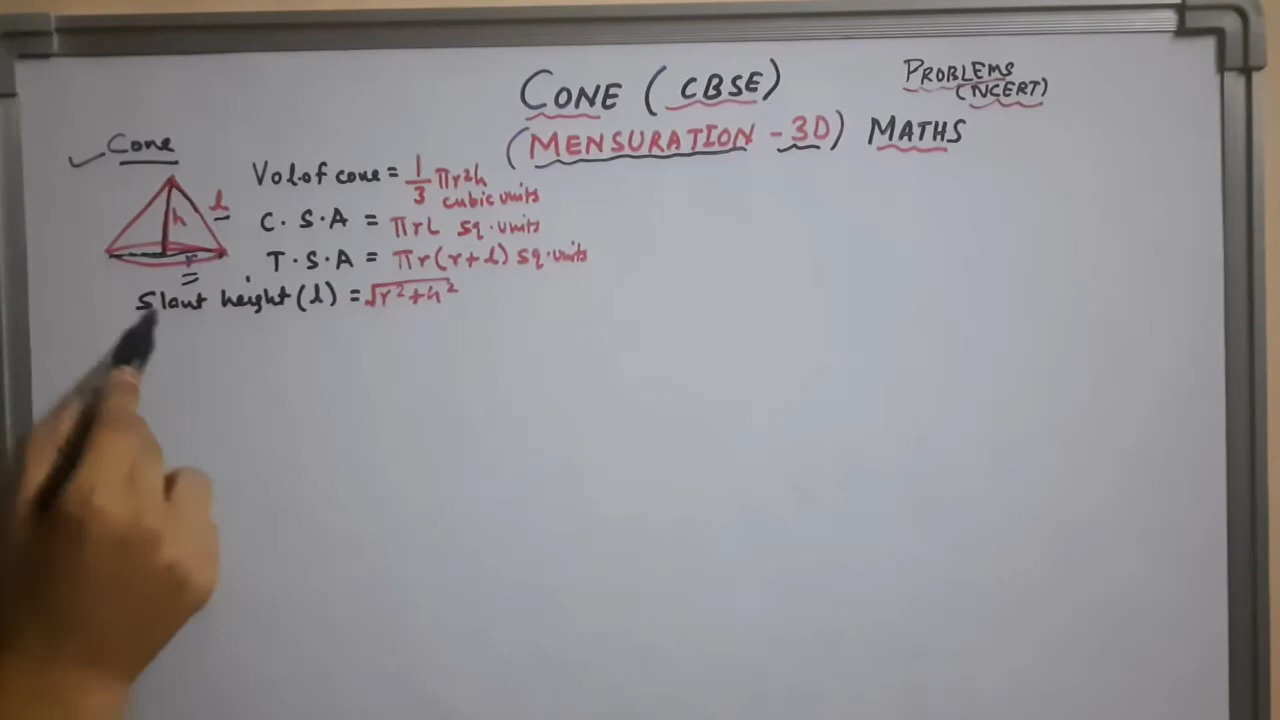 CONE (CBSE)
(MENSURATION - 3D) MATHS
PROBLEMS
(NCERT)
✓ Cone
h
l
r
Vol.of cone = 1/3 πr²h
cubic units
C.S.A = πrl sq.units
T.S.A = πr(r+l) sq.units
Slant height (l) = √r²+h²